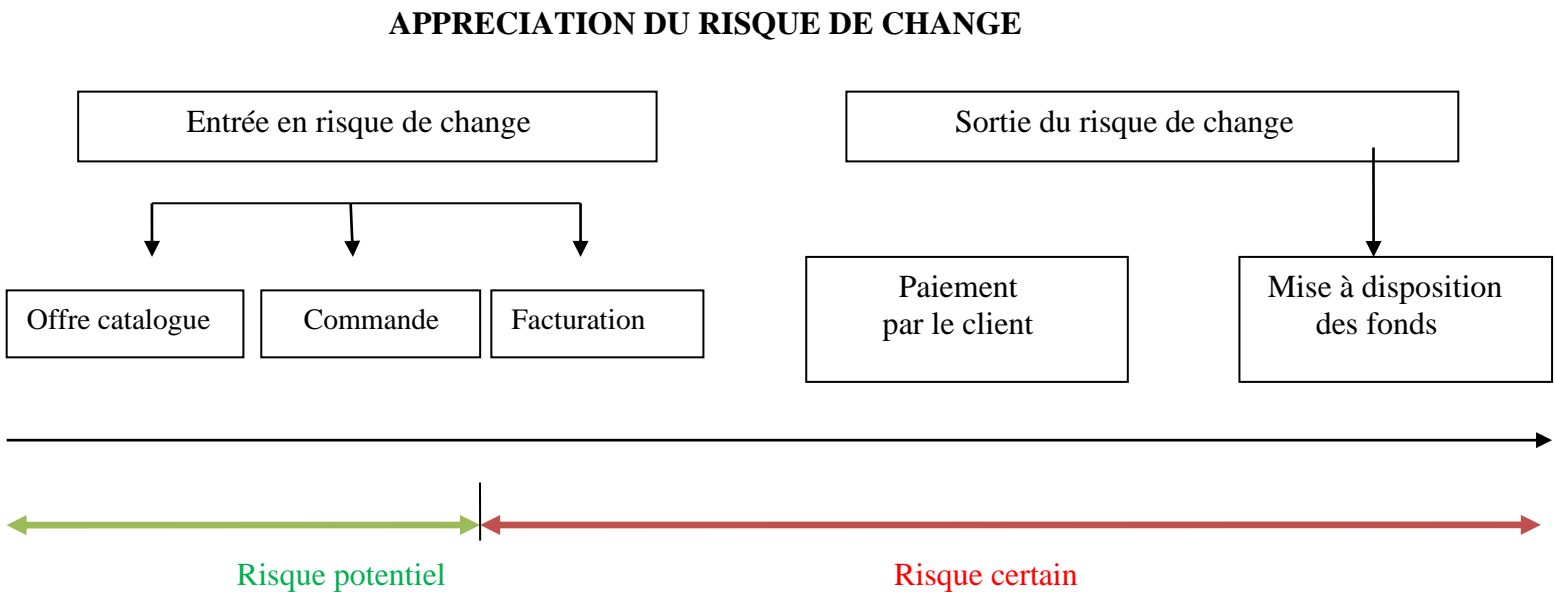 APPRECIATION DU RISQUE DE CHANGE
Entrée en risque de change
Sortie du risque de change
Offre catalogue
Commande
Facturation
Paiement
par le client
Mise à disposition
des fonds
Risque potentiel
Risque certain